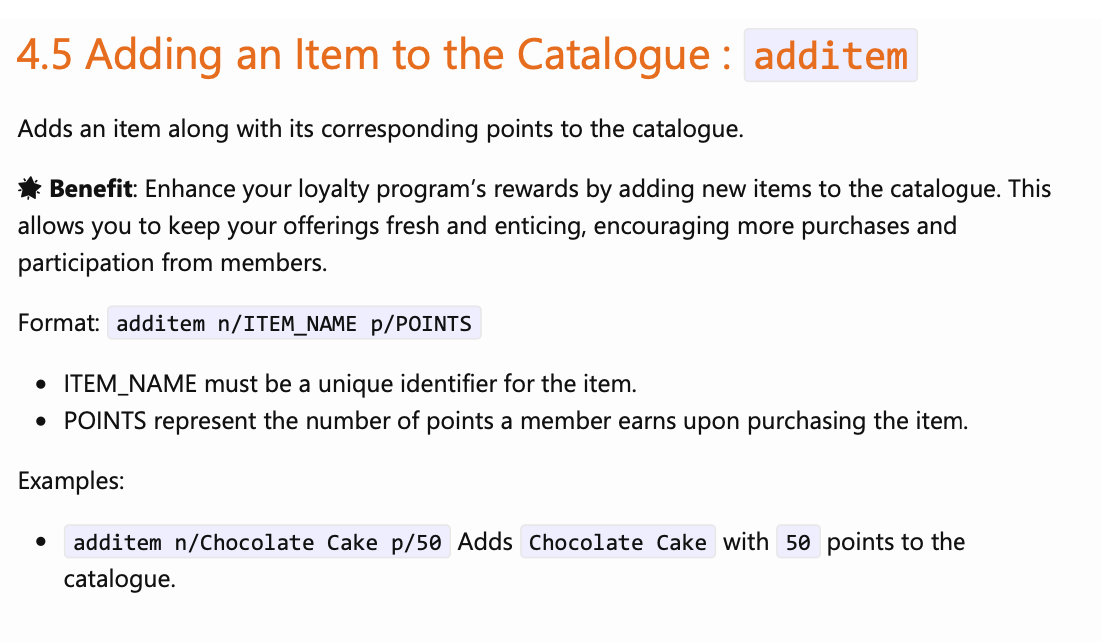 4.5 Adding an Item to the Catalogue : additem
Adds an item along with its corresponding points to the catalogue.
🌟 Benefit: Enhance your loyalty program’s rewards by adding new items to the catalogue. This
allows you to keep your offerings fresh and enticing, encouraging more purchases and
participation from members.
Format: additem n/ITEM_NAME p/POINTS
• ITEM_NAME must be a unique identifier for the item.
• POINTS represent the number of points a member earns upon purchasing the item.
Examples:
• additem n/Chocolate Cake p/50 Adds Chocolate Cake with 50 points to the
catalogue.